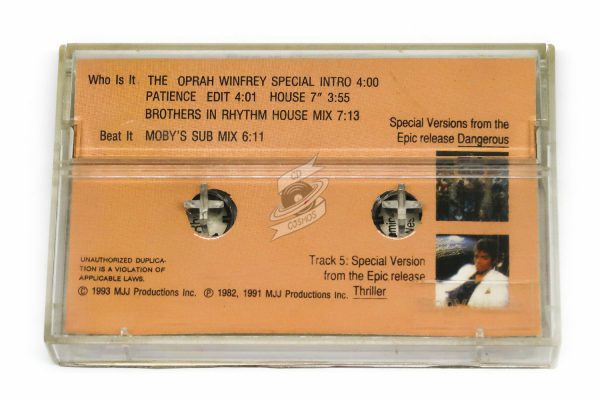 Who Is It THE OPRAH WINFREY SPECIAL INTRO 4:00
PATIENCE EDIT 4:01 HOUSE 7" 3:55
BROTHERS IN RHYTHM HOUSE MIX 7:13
Beat It MOBY'S SUB MIX 6:11
Special Versions from the
Epic release Dangerous
CD
COSMOS
UNAUTHORIZED DUPLICA-
TION IS A VIOLATION OF
APPLICABLE LAWS.
Track 5: Special Version
from the Epic release
Thriller
© 1993 MJJ Productions Inc. ℗ 1982, 1991 MJJ Productions Inc.